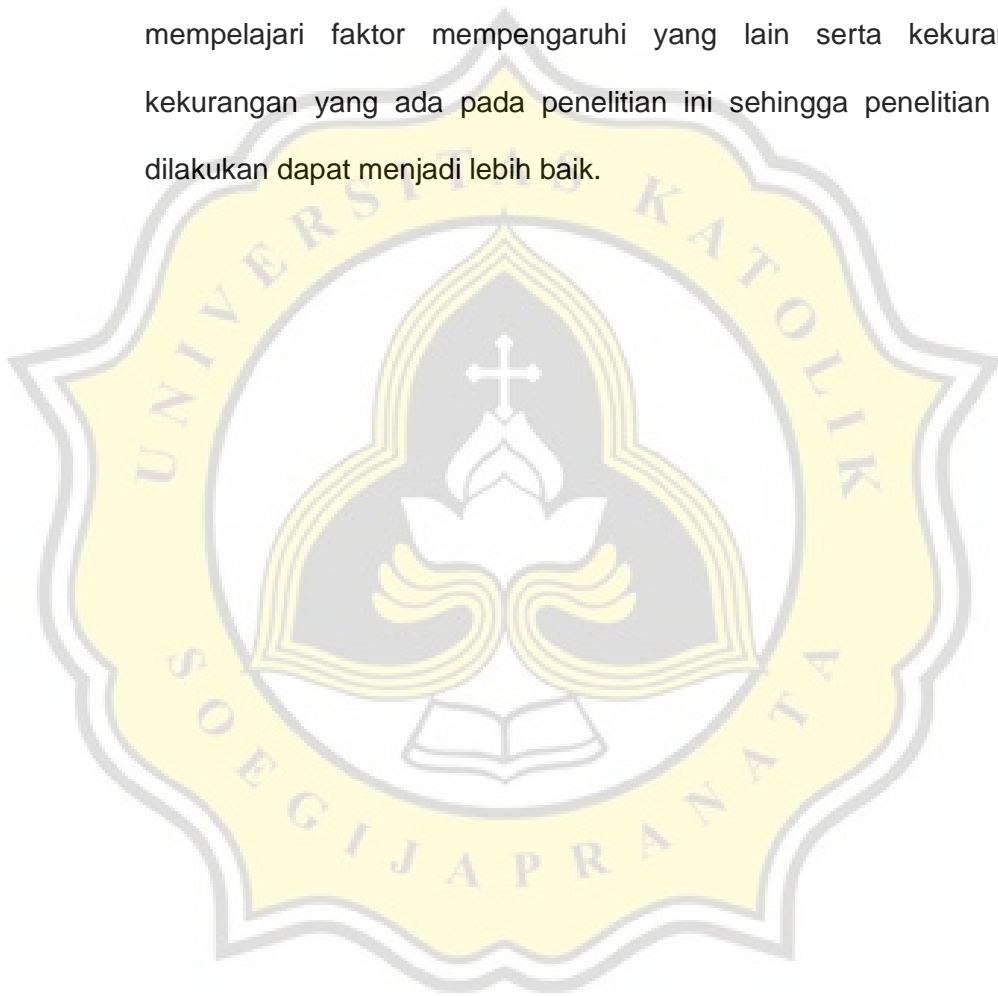 mempelajari faktor mempengaruhi yang lain serta
kekurangan yang ada pada penelitian ini sehingga penelitian
dilakukan dapat menjadi lebih baik.
UNIVERSITAS KATOLIK
SOEGIJAPRANATA